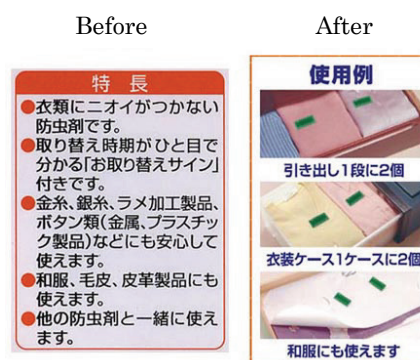 Before
After
特 長
●衣類にニオイがつかない
防虫剤です。
●取り替え時期がひと目で
分かる「お取り替えサイン」
付きです。
●金糸、銀糸、ラメ加工製品、
ボタン類(金属、プラスチッ
ク製品)などにも安心して
使えます。
●和服、毛皮、皮革製品にも
使えます。
●他の防虫剤と一緒に使え
ます。
使用例
引き出し1段に2個
衣装ケース1ケースに2個
和服にも使えます